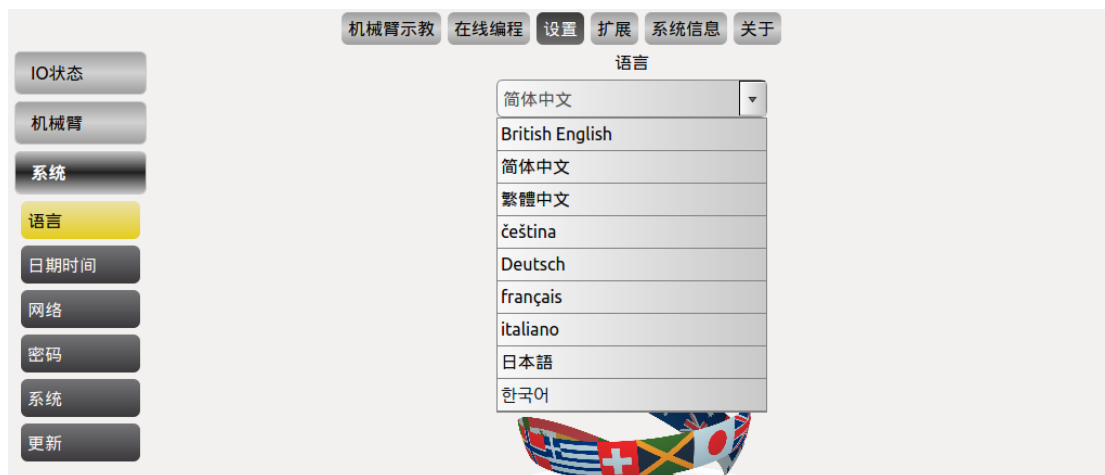 机械臂示教 在线编程 设置 扩展 系统信息 关于
IO状态
机械臂
系统
语言
日期时间
网络
密码
系统
更新
语言
简体中文
British English
简体中文
繁體中文
čeština
Deutsch
français
italiano
日本語
한국어